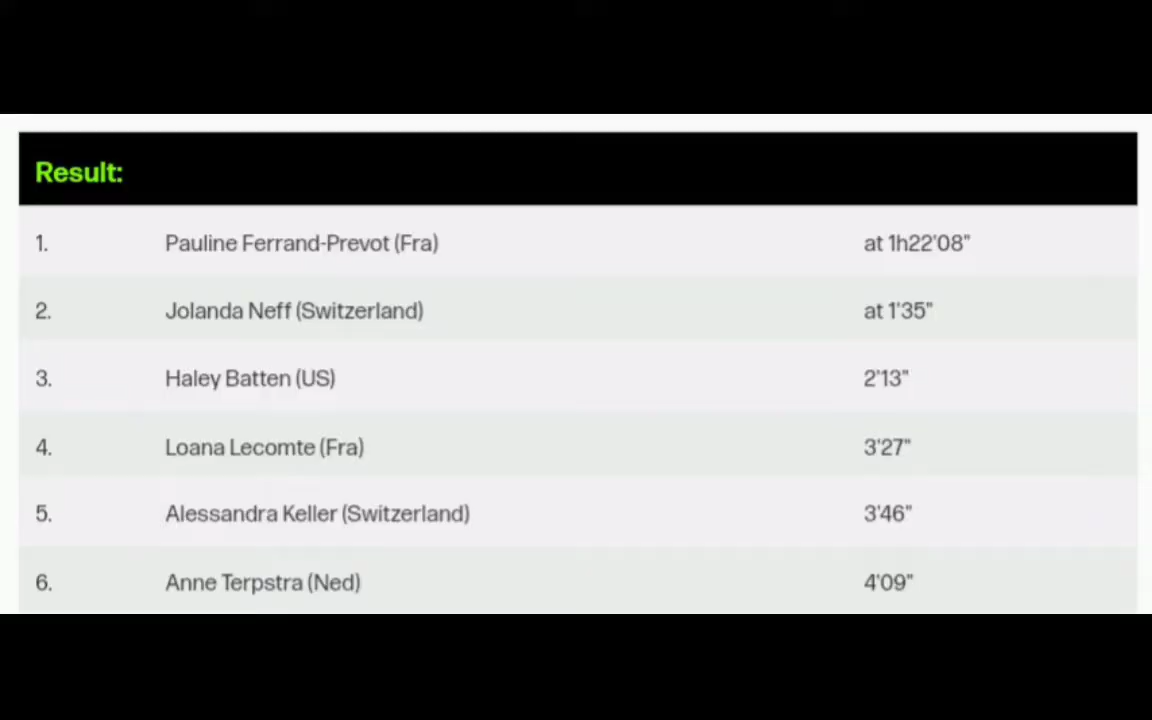 Result:
1. Pauline Ferrand-Prevot (Fra) at 1h22'08"
2. Jolanda Neff (Switzerland) at 1'35"
3. Haley Batten (US) 2'13"
4. Loana Lecomte (Fra) 3'27"
5. Alessandra Keller (Switzerland) 3'46"
6. Anne Terpstra (Ned) 4'09"